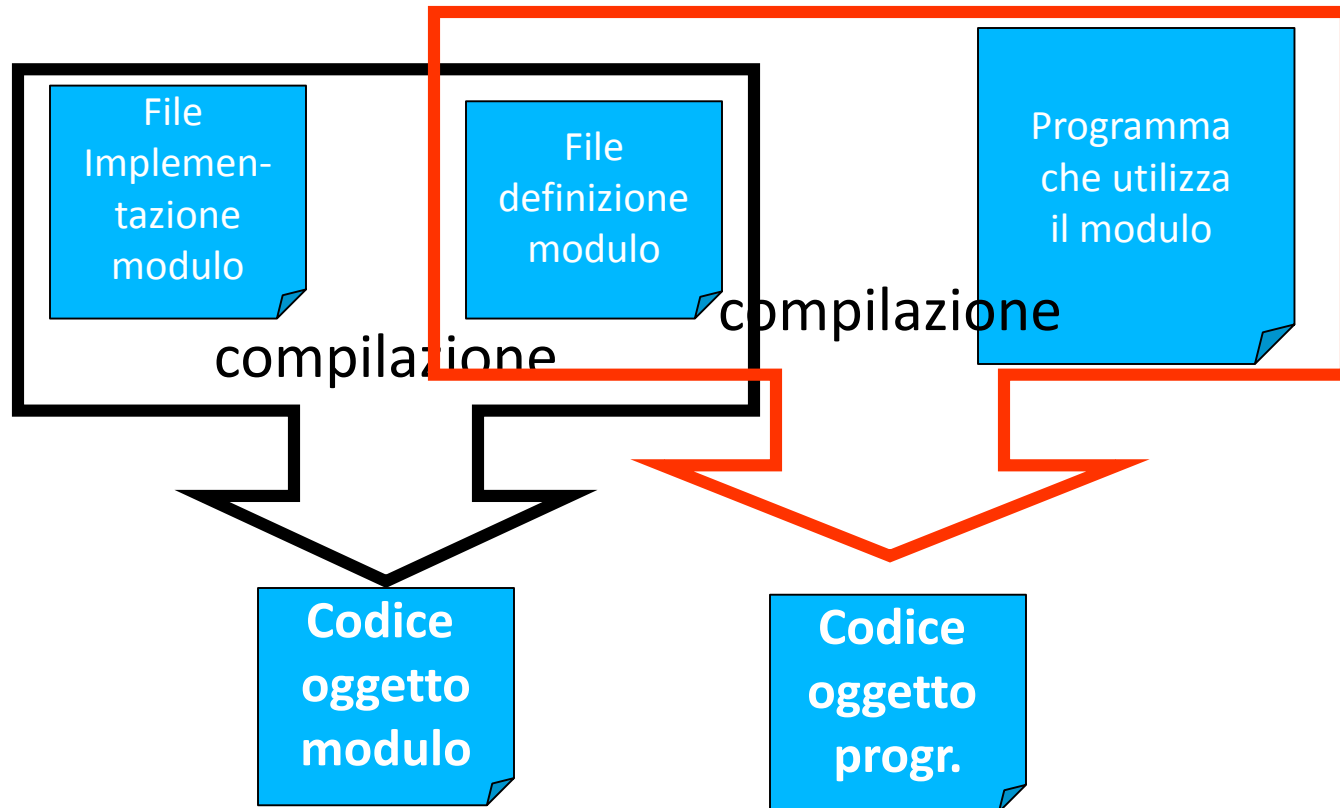 File
Implemen-
tazione
modulo
File
definizione
modulo
Programma
che utilizza
il modulo
compilazione
compilazione
Codice
oggetto
modulo
Codice
oggetto
progr.